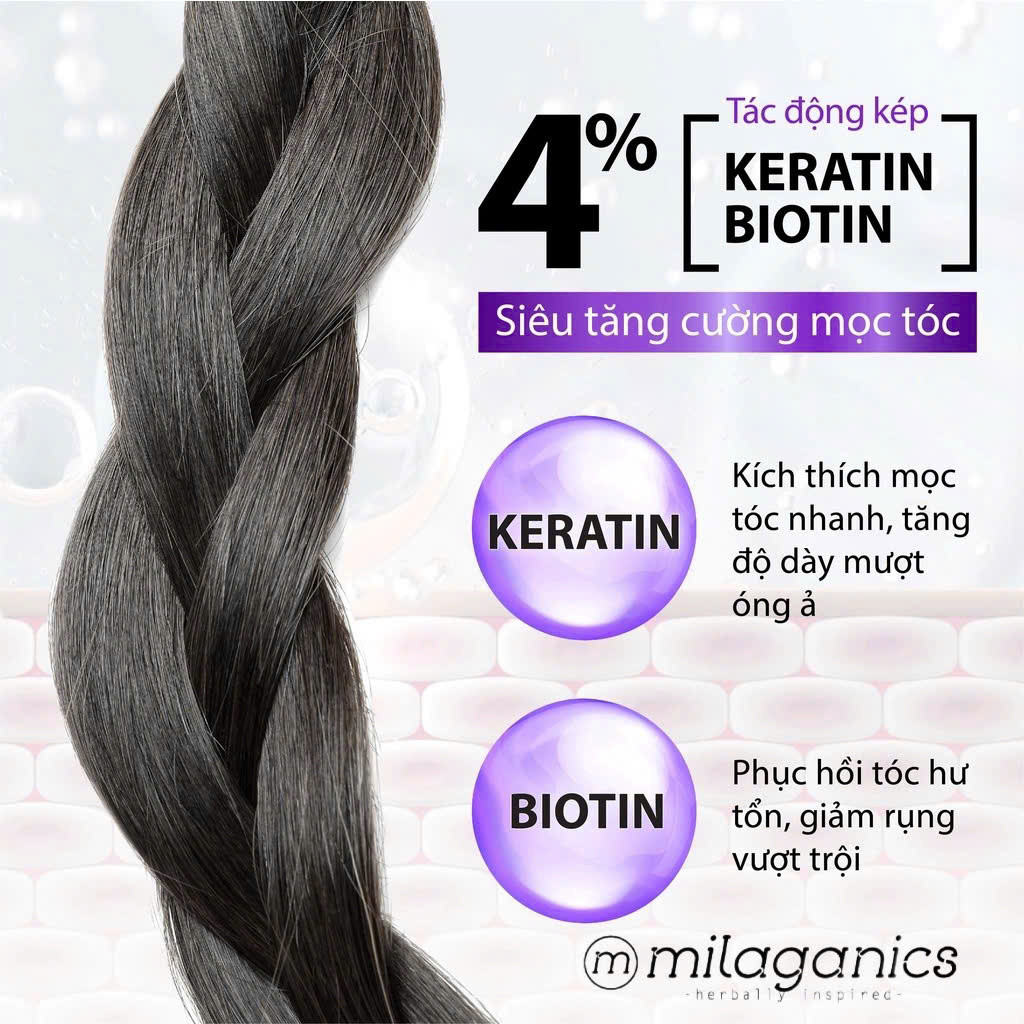 4%
Tác động kép
KERATIN
BIOTIN
Siêu tăng cường mọc tóc
KERATIN
Kích thích mọc
tóc nhanh, tăng
độ dày mượt
óng ả
BIOTIN
Phục hồi tóc hư
tổn, giảm rụng
vượt trội
m milaganics
-herbally inspired-